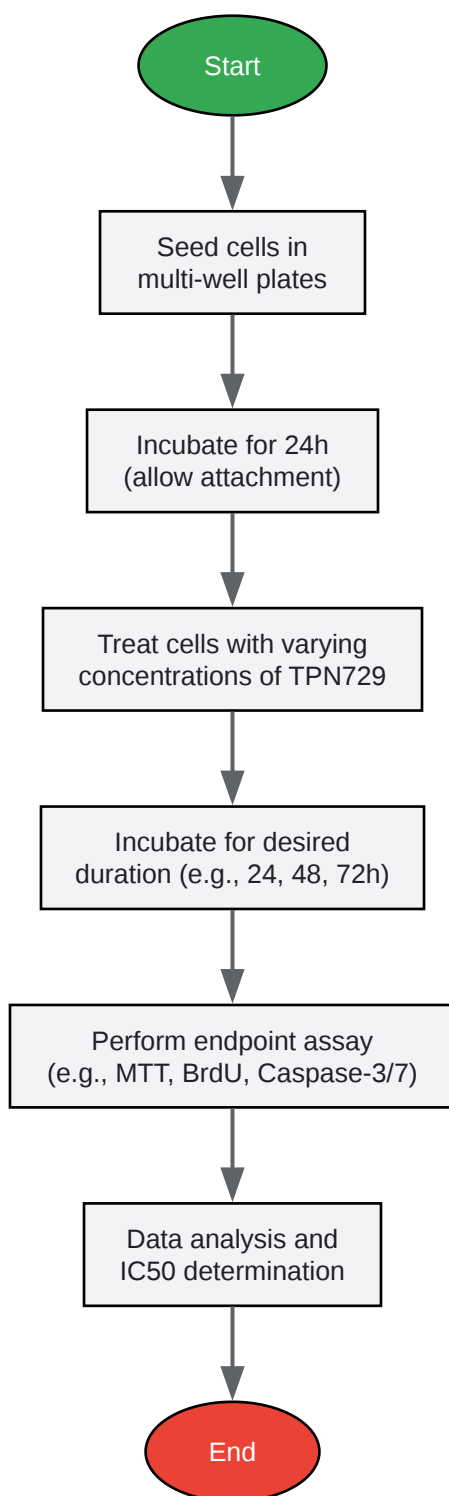 Start
Seed cells in
multi-well plates
Incubate for 24h
(allow attachment)
Treat cells with varying
concentrations of TPN729
Incubate for desired
duration (e.g., 24, 48, 72h)
Perform endpoint assay
(e.g., MTT, BrdU, Caspase-3/7)
Data analysis and
IC50 determination
End